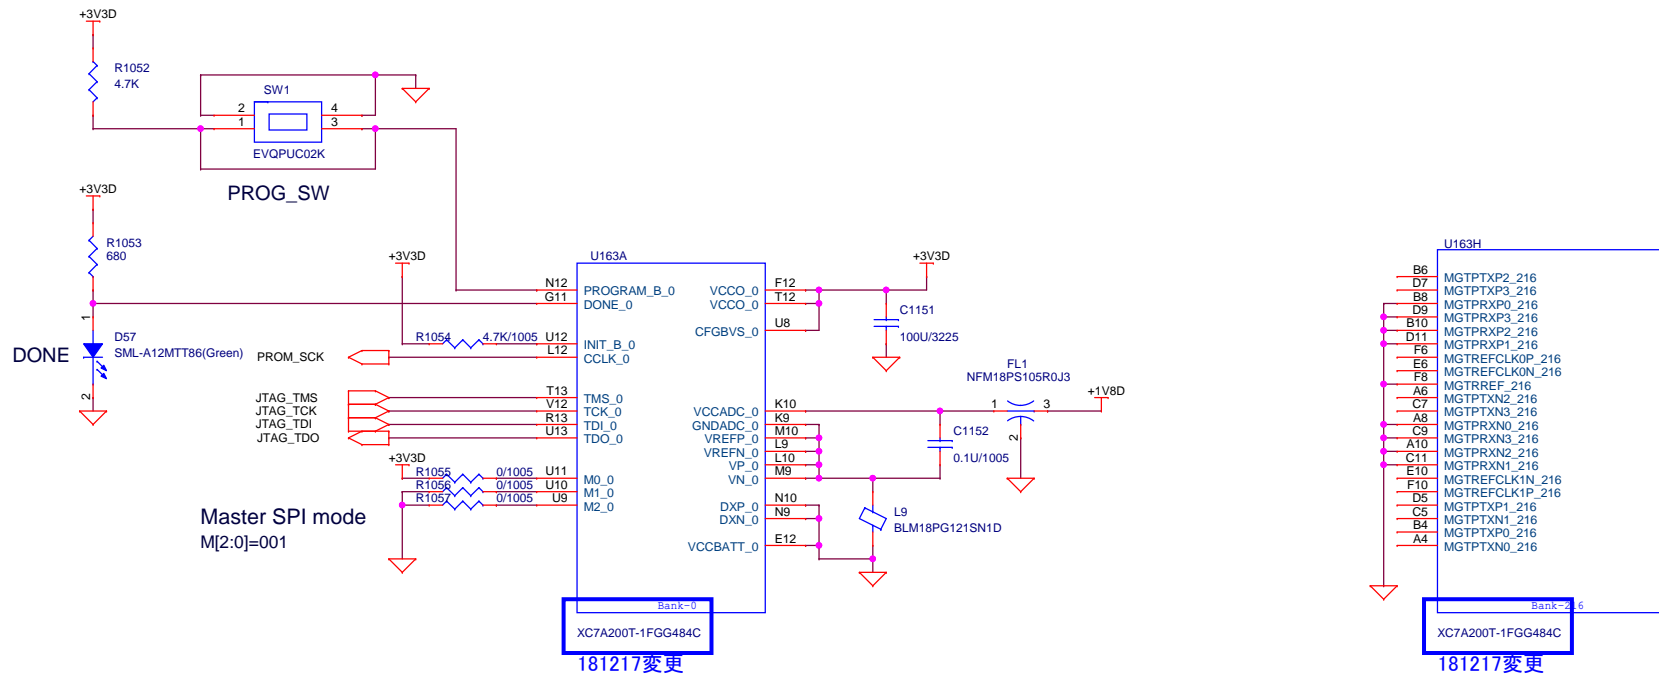 +3V3D
R1052
4.7K
SW1
2
4
1
3
EVQPUC02K
PROG_SW
+3V3D
R1053
680
1
D57
SML-A12MTT86(Green)
DONE
2
+3V3D
U163A
+3V3D
N12 PROGRAM_B_0
G11 DONE_0
R1054 4.7K/1005 U12 INIT_B_0
PROM_SCK L12 CCLK_0
JTAG_TMS T13 TMS_0
JTAG_TCK V12 TCK_0
JTAG_TDI R13 TDI_0
JTAG_TDO U13 TDO_0
+3V3D
R1055 0/1005 U11 M0_0
R1056 0/1005 U10 M1_0
R1057 0/1005 U9 M2_0
Master SPI mode
M[2:0]=001
VCCO_0 F12
VCCO_0 T12
CFGBVS_0 U8
C1151
100U/3225
FL1
NFM18PS105R0J3
+1V8D
1
3
2
VCCADC_0 K10
GNDADC_0 K9
VREFP_0 M10
VREFN_0 L9
VP_0 L10
VN_0 M9
C1152
0.1U/1005
DXP_0 N10
DXN_0 N9
VCCBATT_0 E12
L9
BLM18PG121SN1D
Bank-0
XC7A200T-1FGG484C
181217変更
U163H
B6 MGTPTXP2_216
D7 MGTPTXP3_216
B8 MGTPRXP0_216
D9 MGTPRXP3_216
B10 MGTPRXP2_216
D11 MGTPRXP1_216
F6 MGTREFCLK0P_216
E6 MGTREFCLK0N_216
F8 MGTRREF_216
A6 MGTPTXN2_216
C7 MGTPTXN3_216
A8 MGTPRXN0_216
C9 MGTPRXN3_216
A10 MGTPRXN2_216
C11 MGTPRXN1_216
E10 MGTREFCLK1N_216
F10 MGTREFCLK1P_216
D5 MGTPTXP1_216
C5 MGTPTXN1_216
B4 MGTPTXP0_216
A4 MGTPTXN0_216
Bank-216
XC7A200T-1FGG484C
181217変更